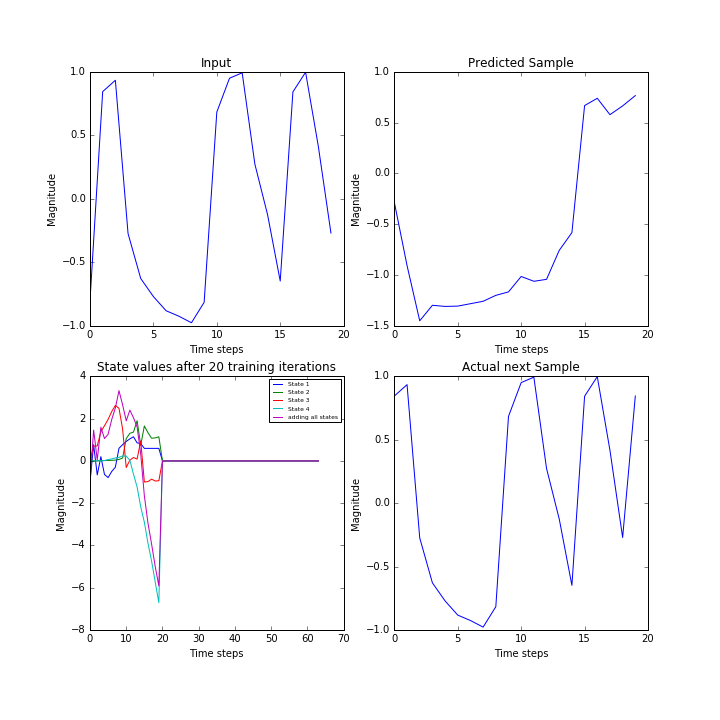 Input
Magnitude
1.0
0.5
0.0
−0.5
−1.0
0 5 10 15 20
Time steps
Predicted Sample
Magnitude
1.0
0.5
0.0
−0.5
−1.0
−1.5
0 5 10 15 20
Time steps
State values after 20 training iterations
Magnitude
4
2
0
−2
−4
−6
−8
0 10 20 30 40 50 60 70
Time steps
State 1
State 2
State 3
State 4
adding all states
Actual next Sample
Magnitude
1.0
0.5
0.0
−0.5
−1.0
0 5 10 15 20
Time steps